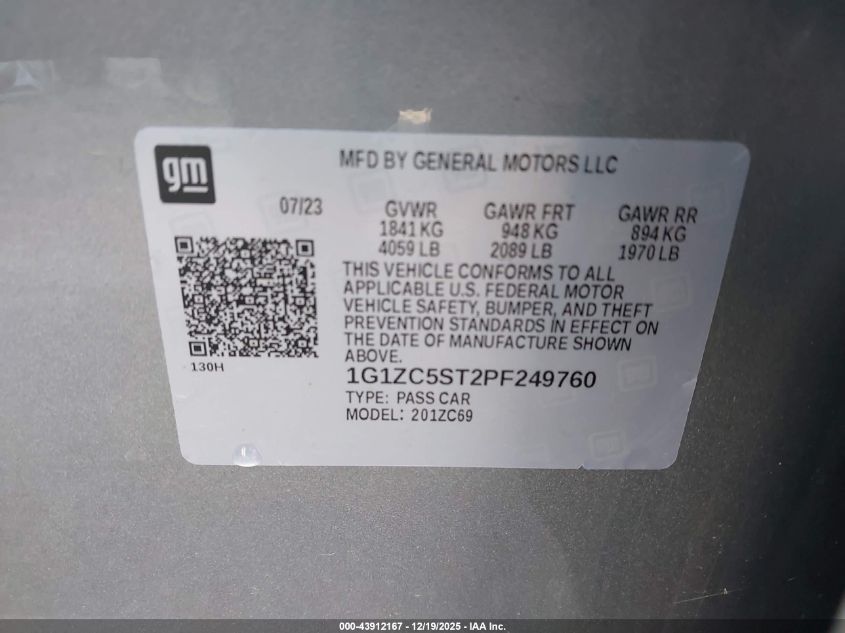 gm
MFD BY GENERAL MOTORS LLC
07/23 GVWR GAWR FRT GAWR RR
1841 KG 948 KG 894 KG
4059 LB 2089 LB 1970 LB
THIS VEHICLE CONFORMS TO ALL
APPLICABLE U.S. FEDERAL MOTOR
VEHICLE SAFETY, BUMPER, AND THEFT
PREVENTION STANDARDS IN EFFECT ON
THE DATE OF MANUFACTURE SHOWN
ABOVE.
130H
1G1ZC5ST2PF249760
TYPE: PASS CAR
MODEL: 201ZC69
000-43912167 - 12/19/2025 - IAA Inc.